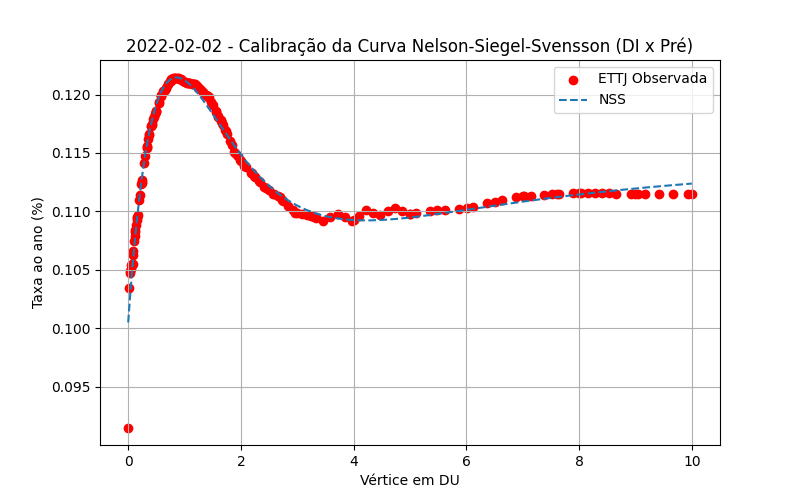 2022-02-02 - Calibração da Curva Nelson-Siegel-Svensson (DI x Pré)
ETTJ Observada
NSS
Taxa ao ano (%)
0.120
0.115
0.110
0.105
0.100
0.095
0 2 4 6 8 10
Vértice em DU